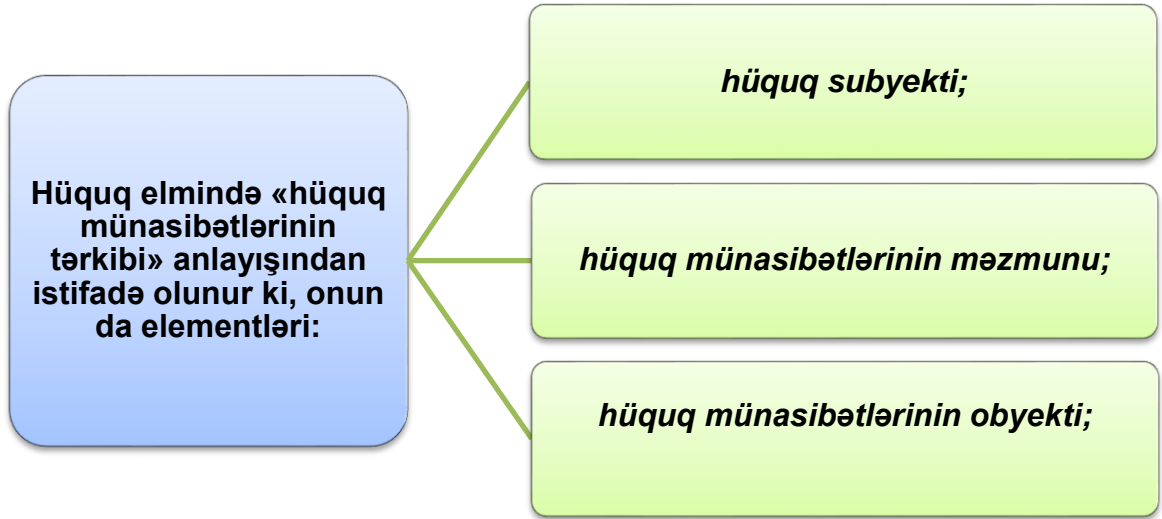 Hüquq elmində «hüquq
münasibətlərinin
tərkibi» anlayışından
istifadə olunur ki, onun
da elementləri:
hüquq subyekti;
hüquq münasibətlərinin məzmunu;
hüquq münasibətlərinin obyekti;